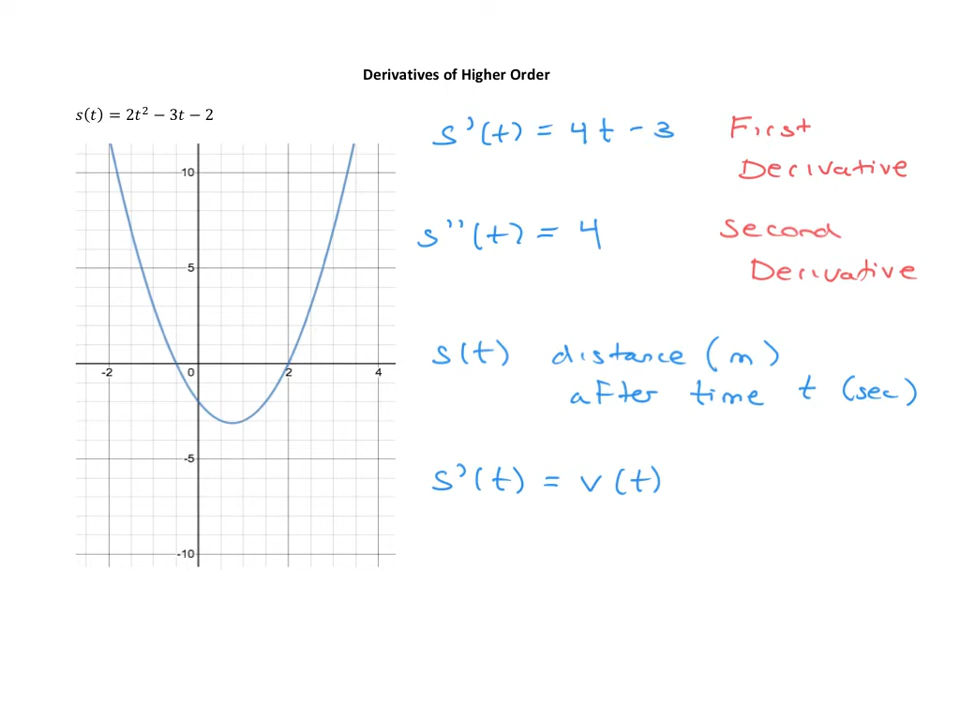 Derivatives of Higher Order
s(t) = 2t² − 3t − 2
s'(t) = 4t − 3 First
Derivative
s''(t) = 4 Second
Derivative
s(t) distance (m)
after time t (sec)
s'(t) = v(t)
10
5
-2 0 2 4
-5
-10